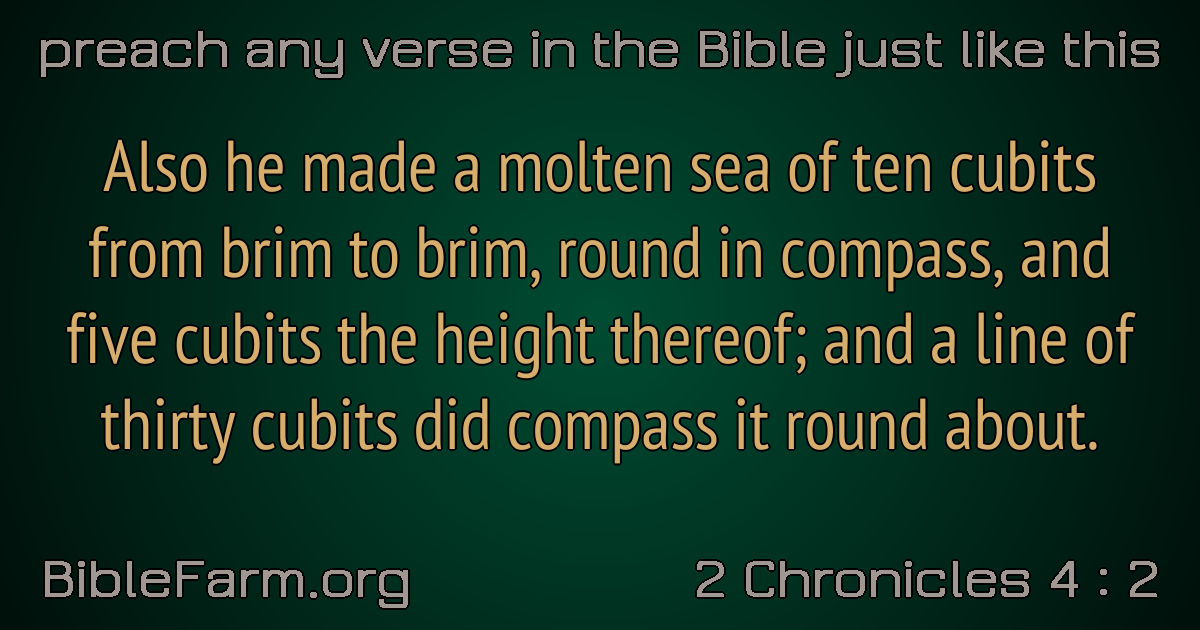 preach any verse in the Bible just like this
Also he made a molten sea of ten cubits
from brim to brim, round in compass, and
five cubits the height thereof; and a line of
thirty cubits did compass it round about.
BibleFarm.org
2 Chronicles 4 : 2